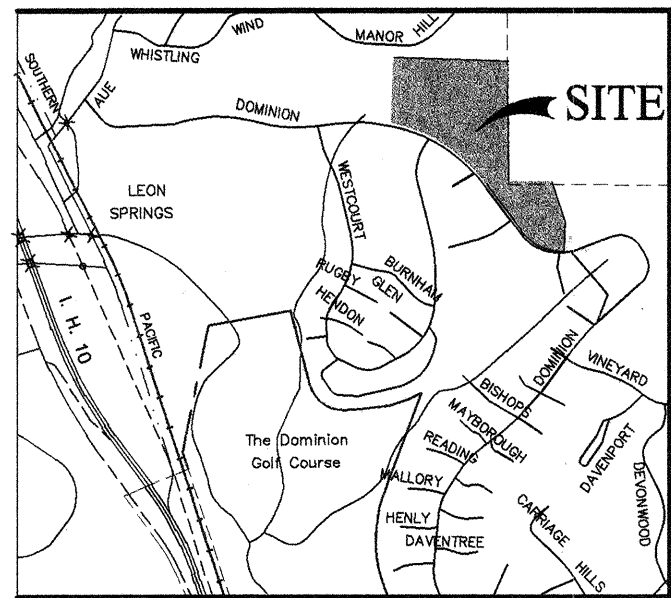 WIND
MANOR HILL
WHISTLING
SOUTHERN
AUE
DOMINION
SITE
LEON
SPRINGS
WESTCOURT
RUGBY
GLEN
BURNHAM
HENDON
I. H. 10
PACIFIC
DOMINION
VINEYARD
BISHOPS
MAYBOROUGH
The Dominion
Golf Course
READING
DAVENPORT
MALLORY
DEVONWOOD
CARRIAGE
HILLS
HENLY
DAVENTREE